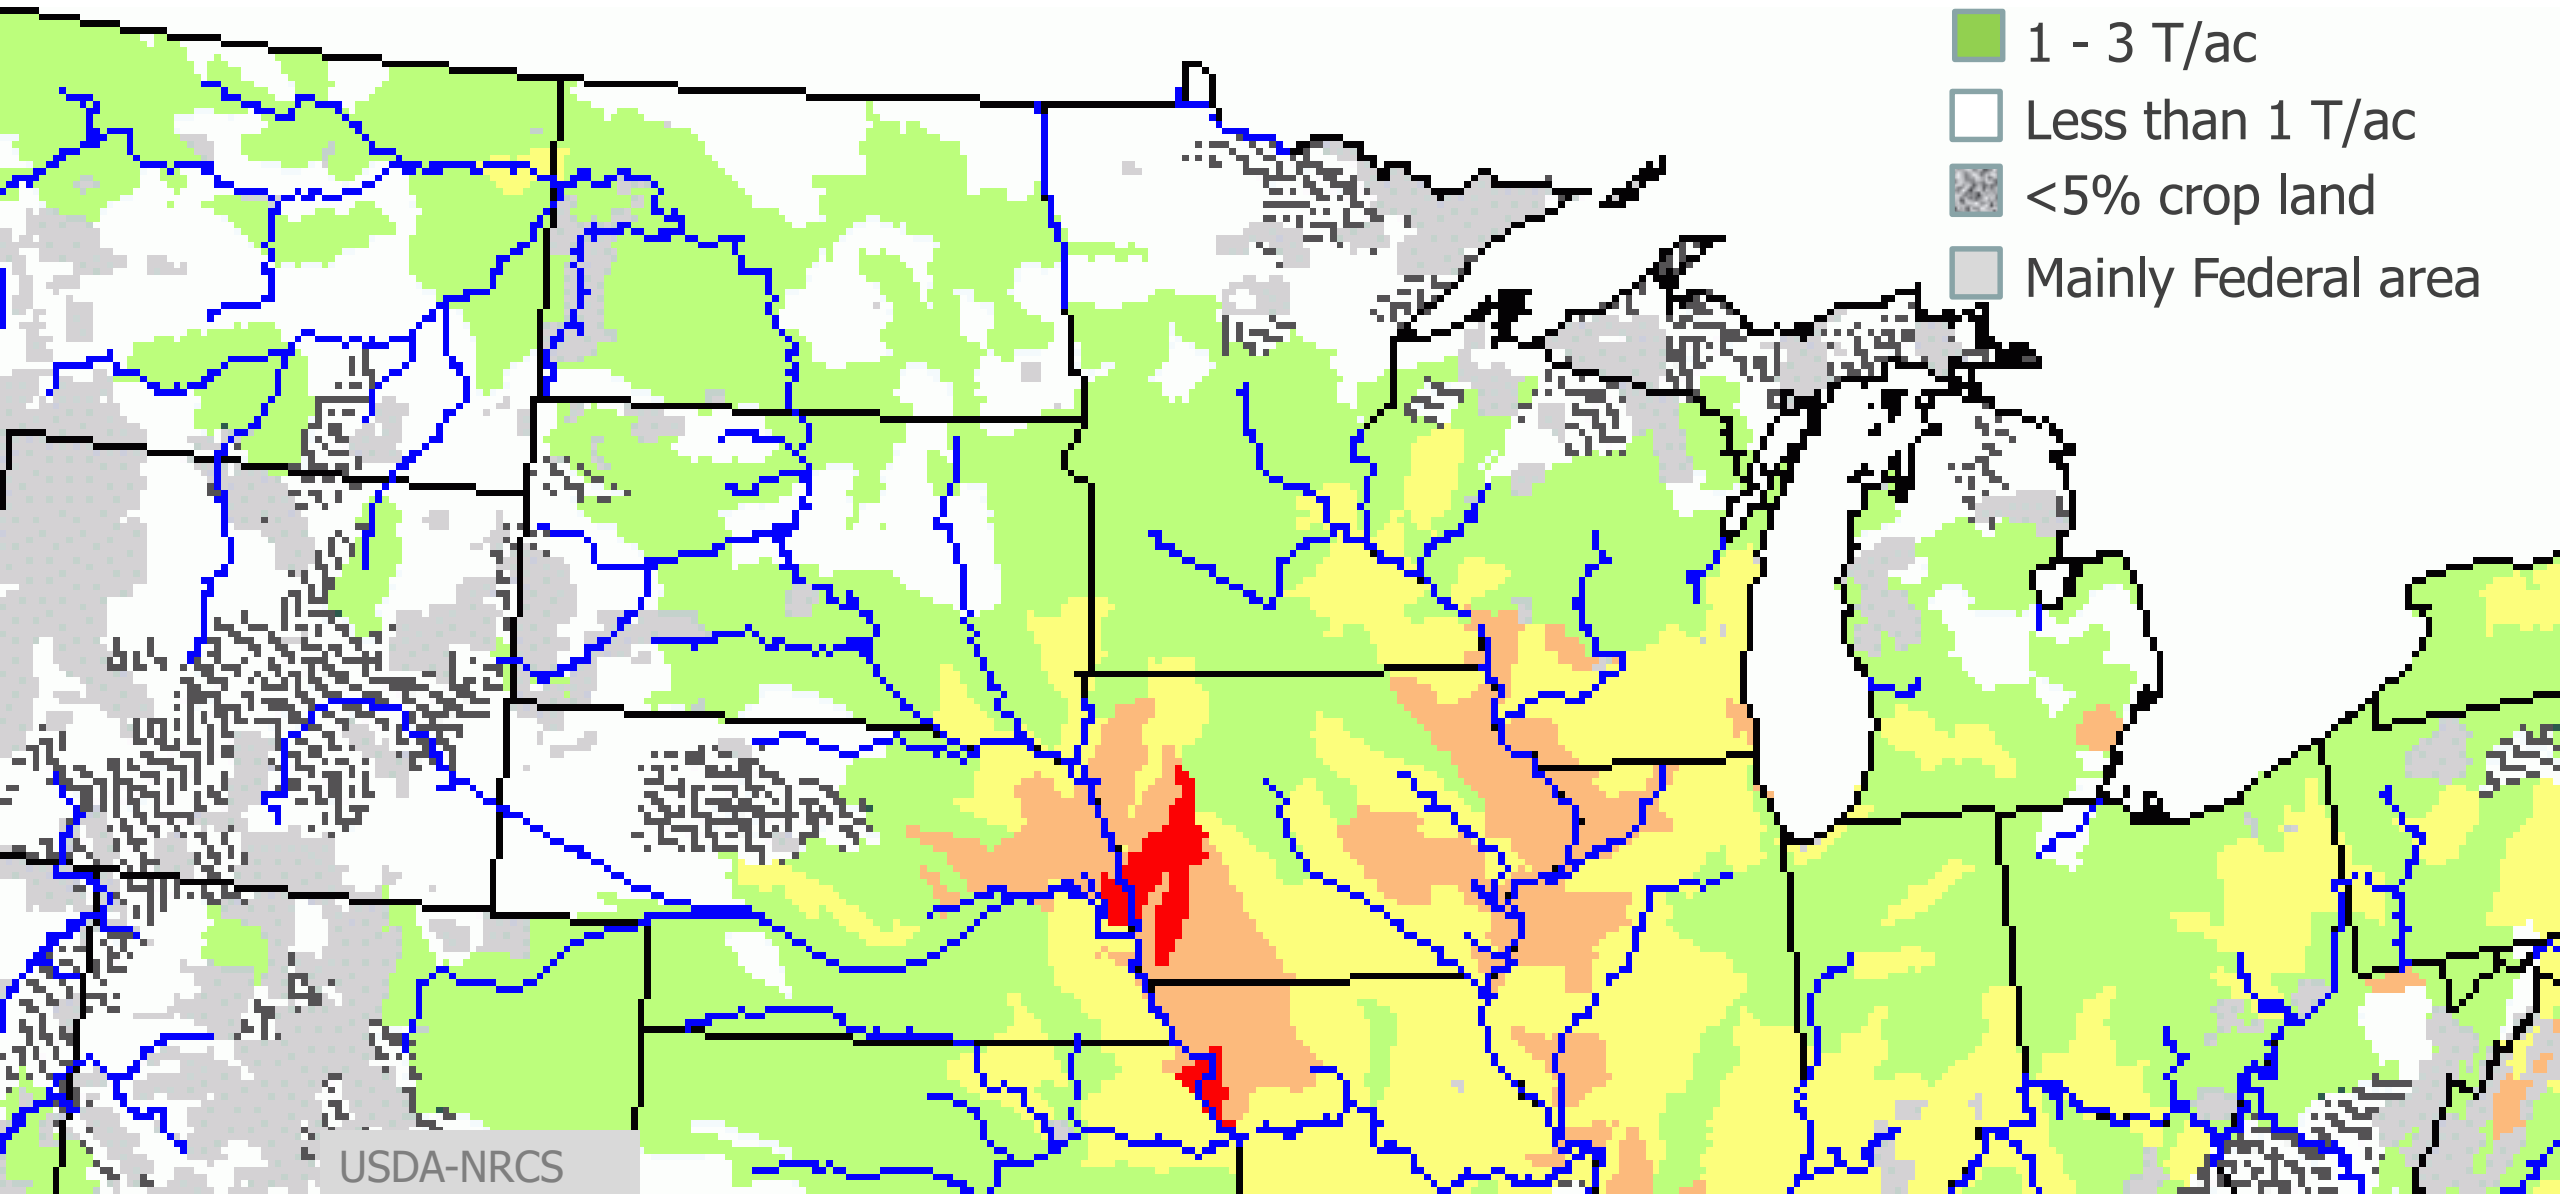 1 - 3 T/ac
Less than 1 T/ac
<5% crop land
Mainly Federal area
USDA-NRCS